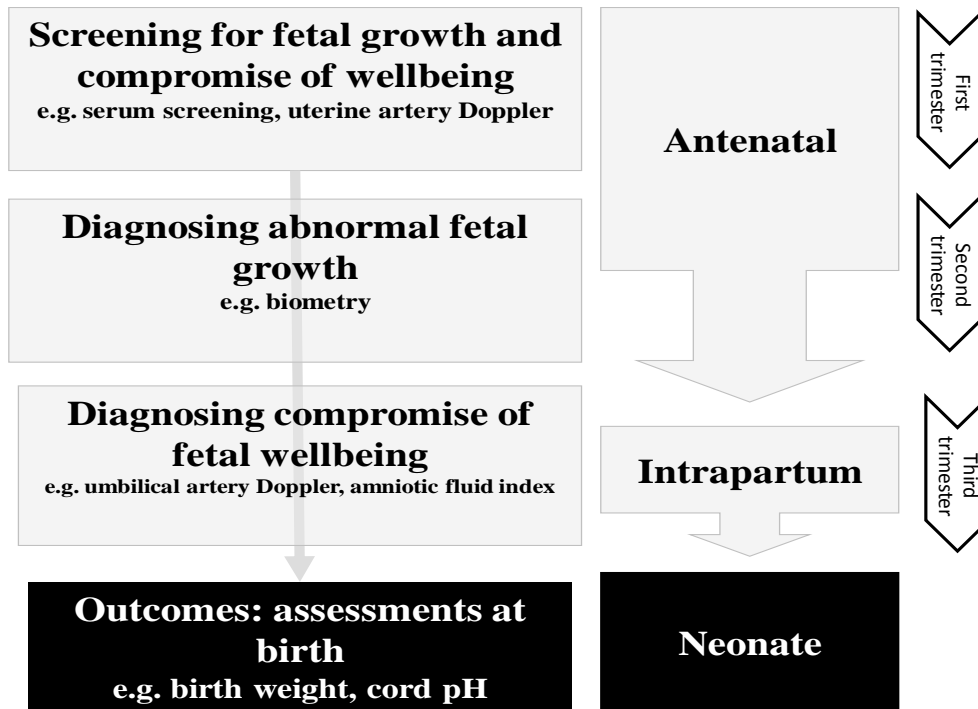 Screening for fetal growth and
compromise of wellbeing
e.g. serum screening, uterine artery Doppler
Diagnosing abnormal fetal
growth
e.g. biometry
Diagnosing compromise of
fetal wellbeing
e.g. umbilical artery Doppler, amniotic fluid index
Outcomes: assessments at
birth
e.g. birth weight, cord pH
Antenatal
Intrapartum
Neonate
First
trimester
Second
trimester
Third
trimester